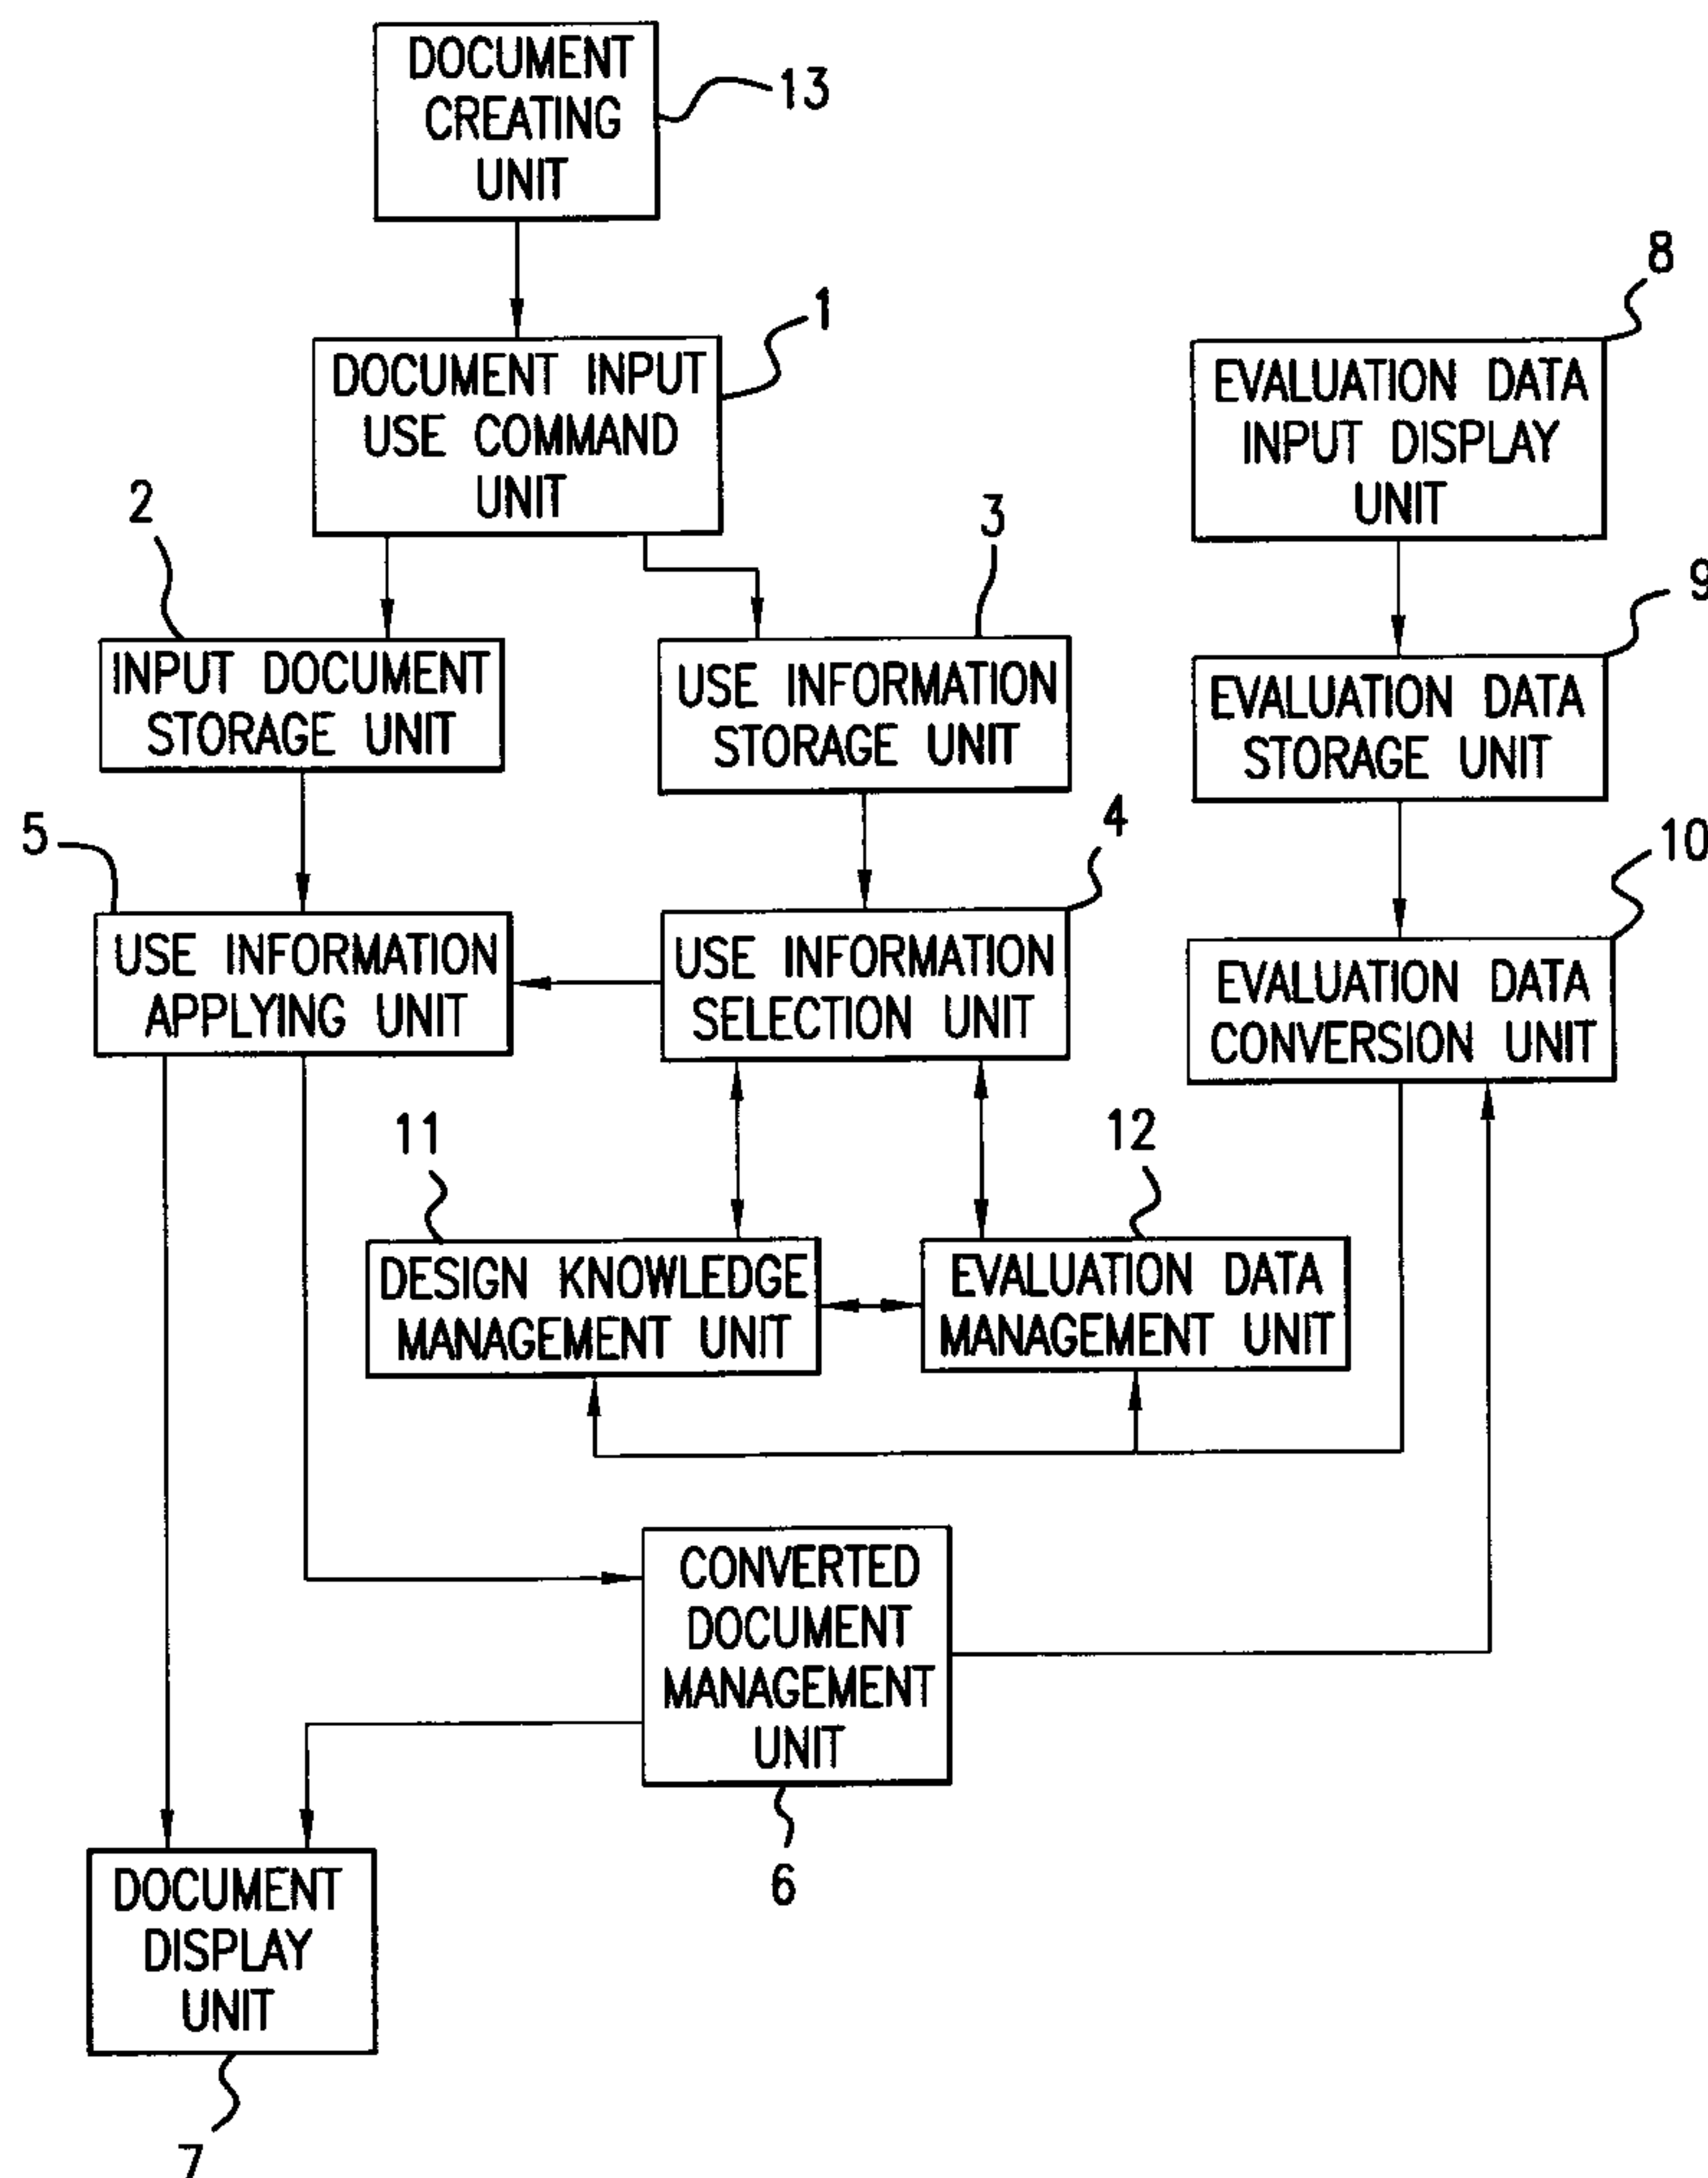 DOCUMENT
CREATING
UNIT
13
1
DOCUMENT INPUT
USE COMMAND
UNIT
8
EVALUATION DATA
INPUT DISPLAY
UNIT
2
INPUT DOCUMENT
STORAGE UNIT
3
USE INFORMATION
STORAGE UNIT
9
EVALUATION DATA
STORAGE UNIT
5
USE INFORMATION
APPLYING UNIT
4
USE INFORMATION
SELECTION UNIT
10
EVALUATION DATA
CONVERSION UNIT
11
DESIGN KNOWLEDGE
MANAGEMENT UNIT
12
EVALUATION DATA
MANAGEMENT UNIT
CONVERTED
DOCUMENT
MANAGEMENT
UNIT
6
DOCUMENT
DISPLAY
UNIT
7